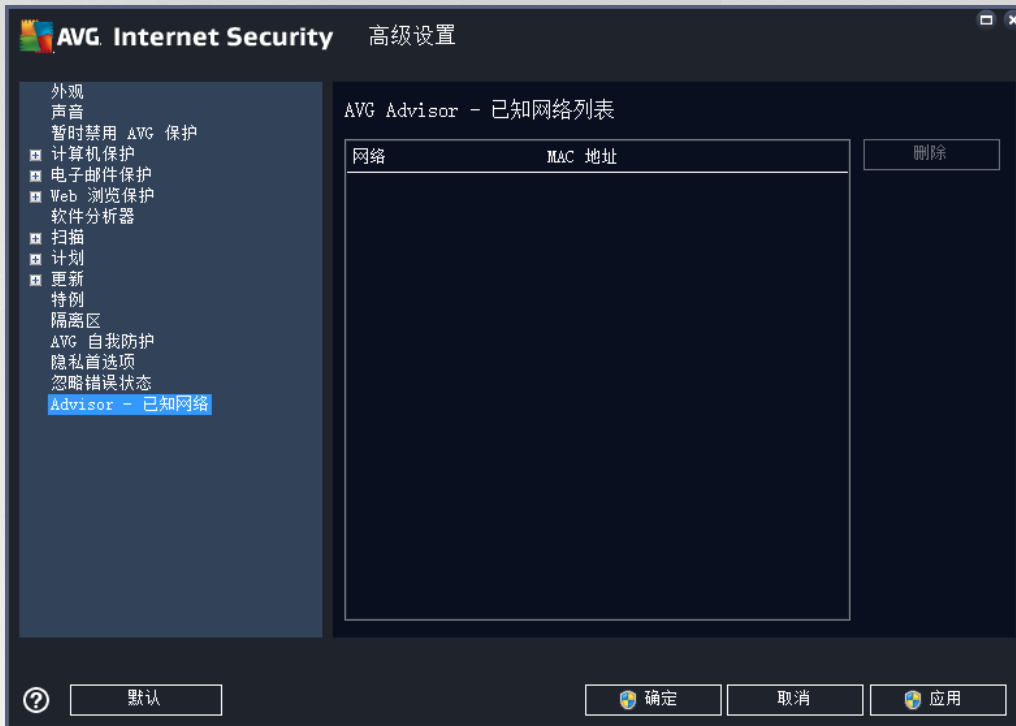 AVG Internet Security 高级设置
外观
声音
暂时禁用 AVG 保护
计算机保护
电子邮件保护
Web 浏览保护
软件分析器
扫描
计划
更新
特例
隔离区
AVG 自我防护
隐私首选项
忽略错误状态
Advisor - 已知网络
AVG Advisor - 已知网络列表
网络 MAC 地址
删除
默认 确定 取消 应用